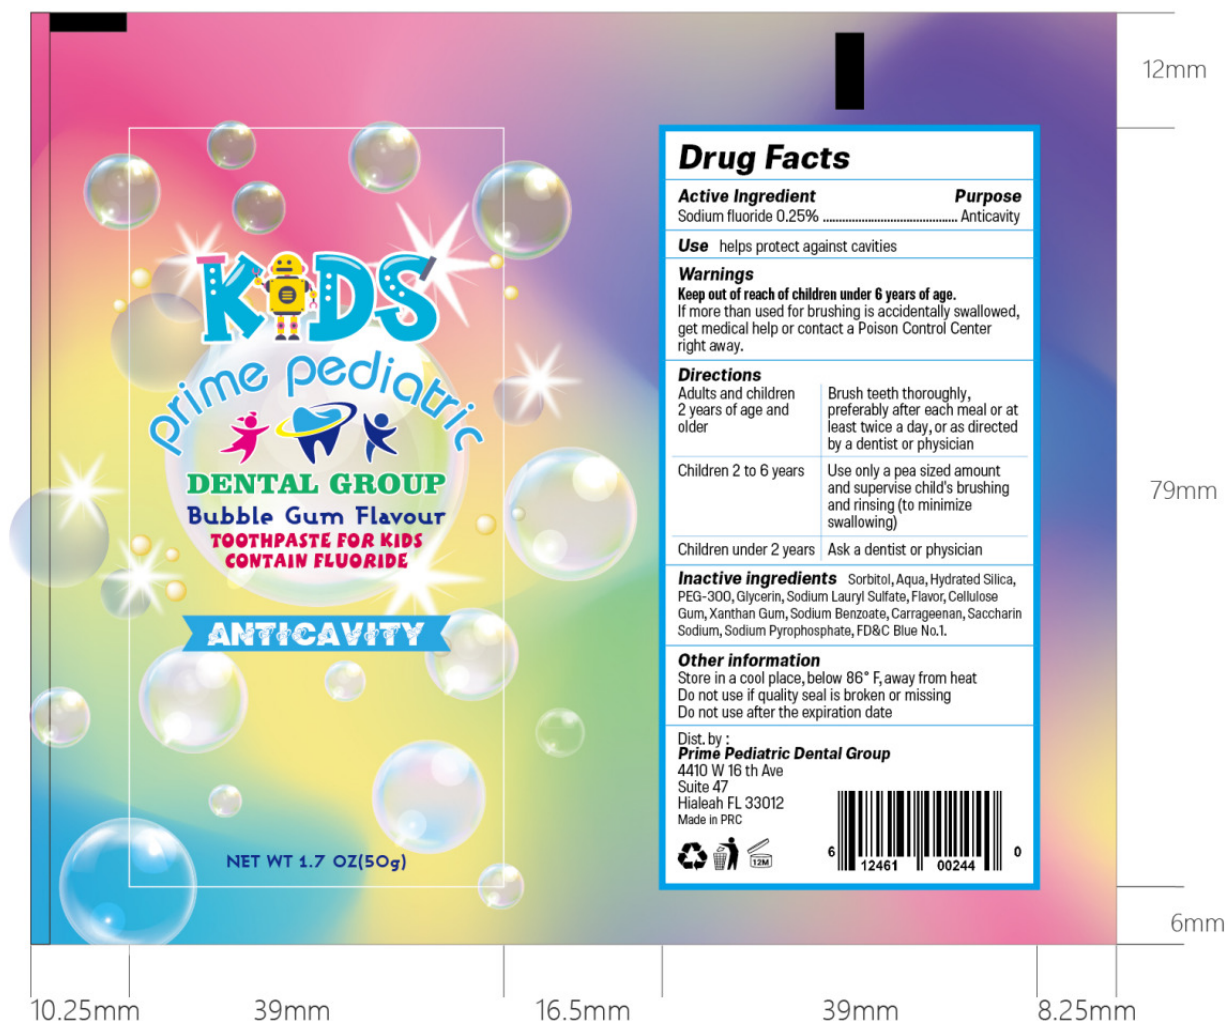 12mm
KiDS
prime pediatric
DENTAL GROUP
Bubble Gum Flavour
TOOTHPASTE FOR KIDS
CONTAIN FLUORIDE
ANTICAVITY
NET WT 1.7 OZ(50g)
Drug Facts
Active Ingredient Purpose
Sodium fluoride 0.25% .......................................... Anticavity
Use helps protect against cavities
Warnings
Keep out of reach of children under 6 years of age.
If more than used for brushing is accidentally swallowed,
get medical help or contact a Poison Control Center
right away.
Directions
Adults and children
2 years of age and
older
Brush teeth thoroughly,
preferably after each meal or at
least twice a day, or as directed
by a dentist or physician
Children 2 to 6 years
Use only a pea sized amount
and supervise child's brushing
and rinsing (to minimize
swallowing)
Children under 2 years Ask a dentist or physician
Inactive ingredients Sorbitol, Aqua, Hydrated Silica,
PEG-300, Glycerin, Sodium Lauryl Sulfate, Flavor, Cellulose
Gum, Xanthan Gum, Sodium Benzoate, Carrageenan, Saccharin
Sodium, Sodium Pyrophosphate, FD&C Blue No.1.
Other information
Store in a cool place, below 86° F, away from heat
Do not use if quality seal is broken or missing
Do not use after the expiration date
Dist. by :
Prime Pediatric Dental Group
4410 W 16 th Ave
Suite 47
Hialeah FL 33012
Made in PRC
12M
6 12461 00244 0
79mm
6mm
10.25mm 39mm 16.5mm 39mm 8.25mm